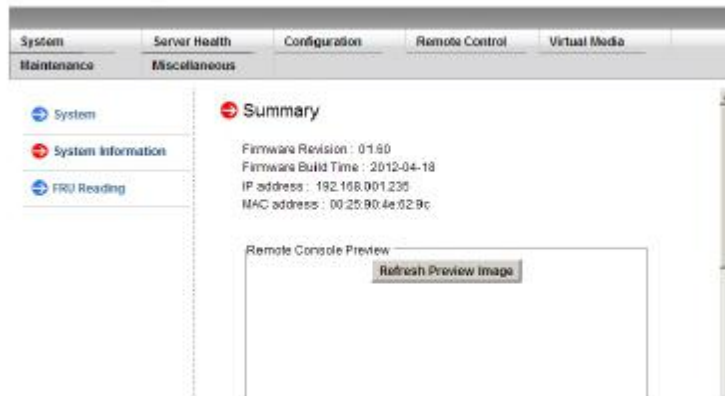 System Server Health Configuration Remote Control Virtual Media
Maintenance Miscellaneous
System
System Information
FRU Reading
Summary
Firmware Revision : 01.60
Firmware Build Time : 2012-04-18
IP address : 192.168.001.235
MAC address : 00:25:90:4e:62:9c
Remote Console Preview
Refresh Preview Image